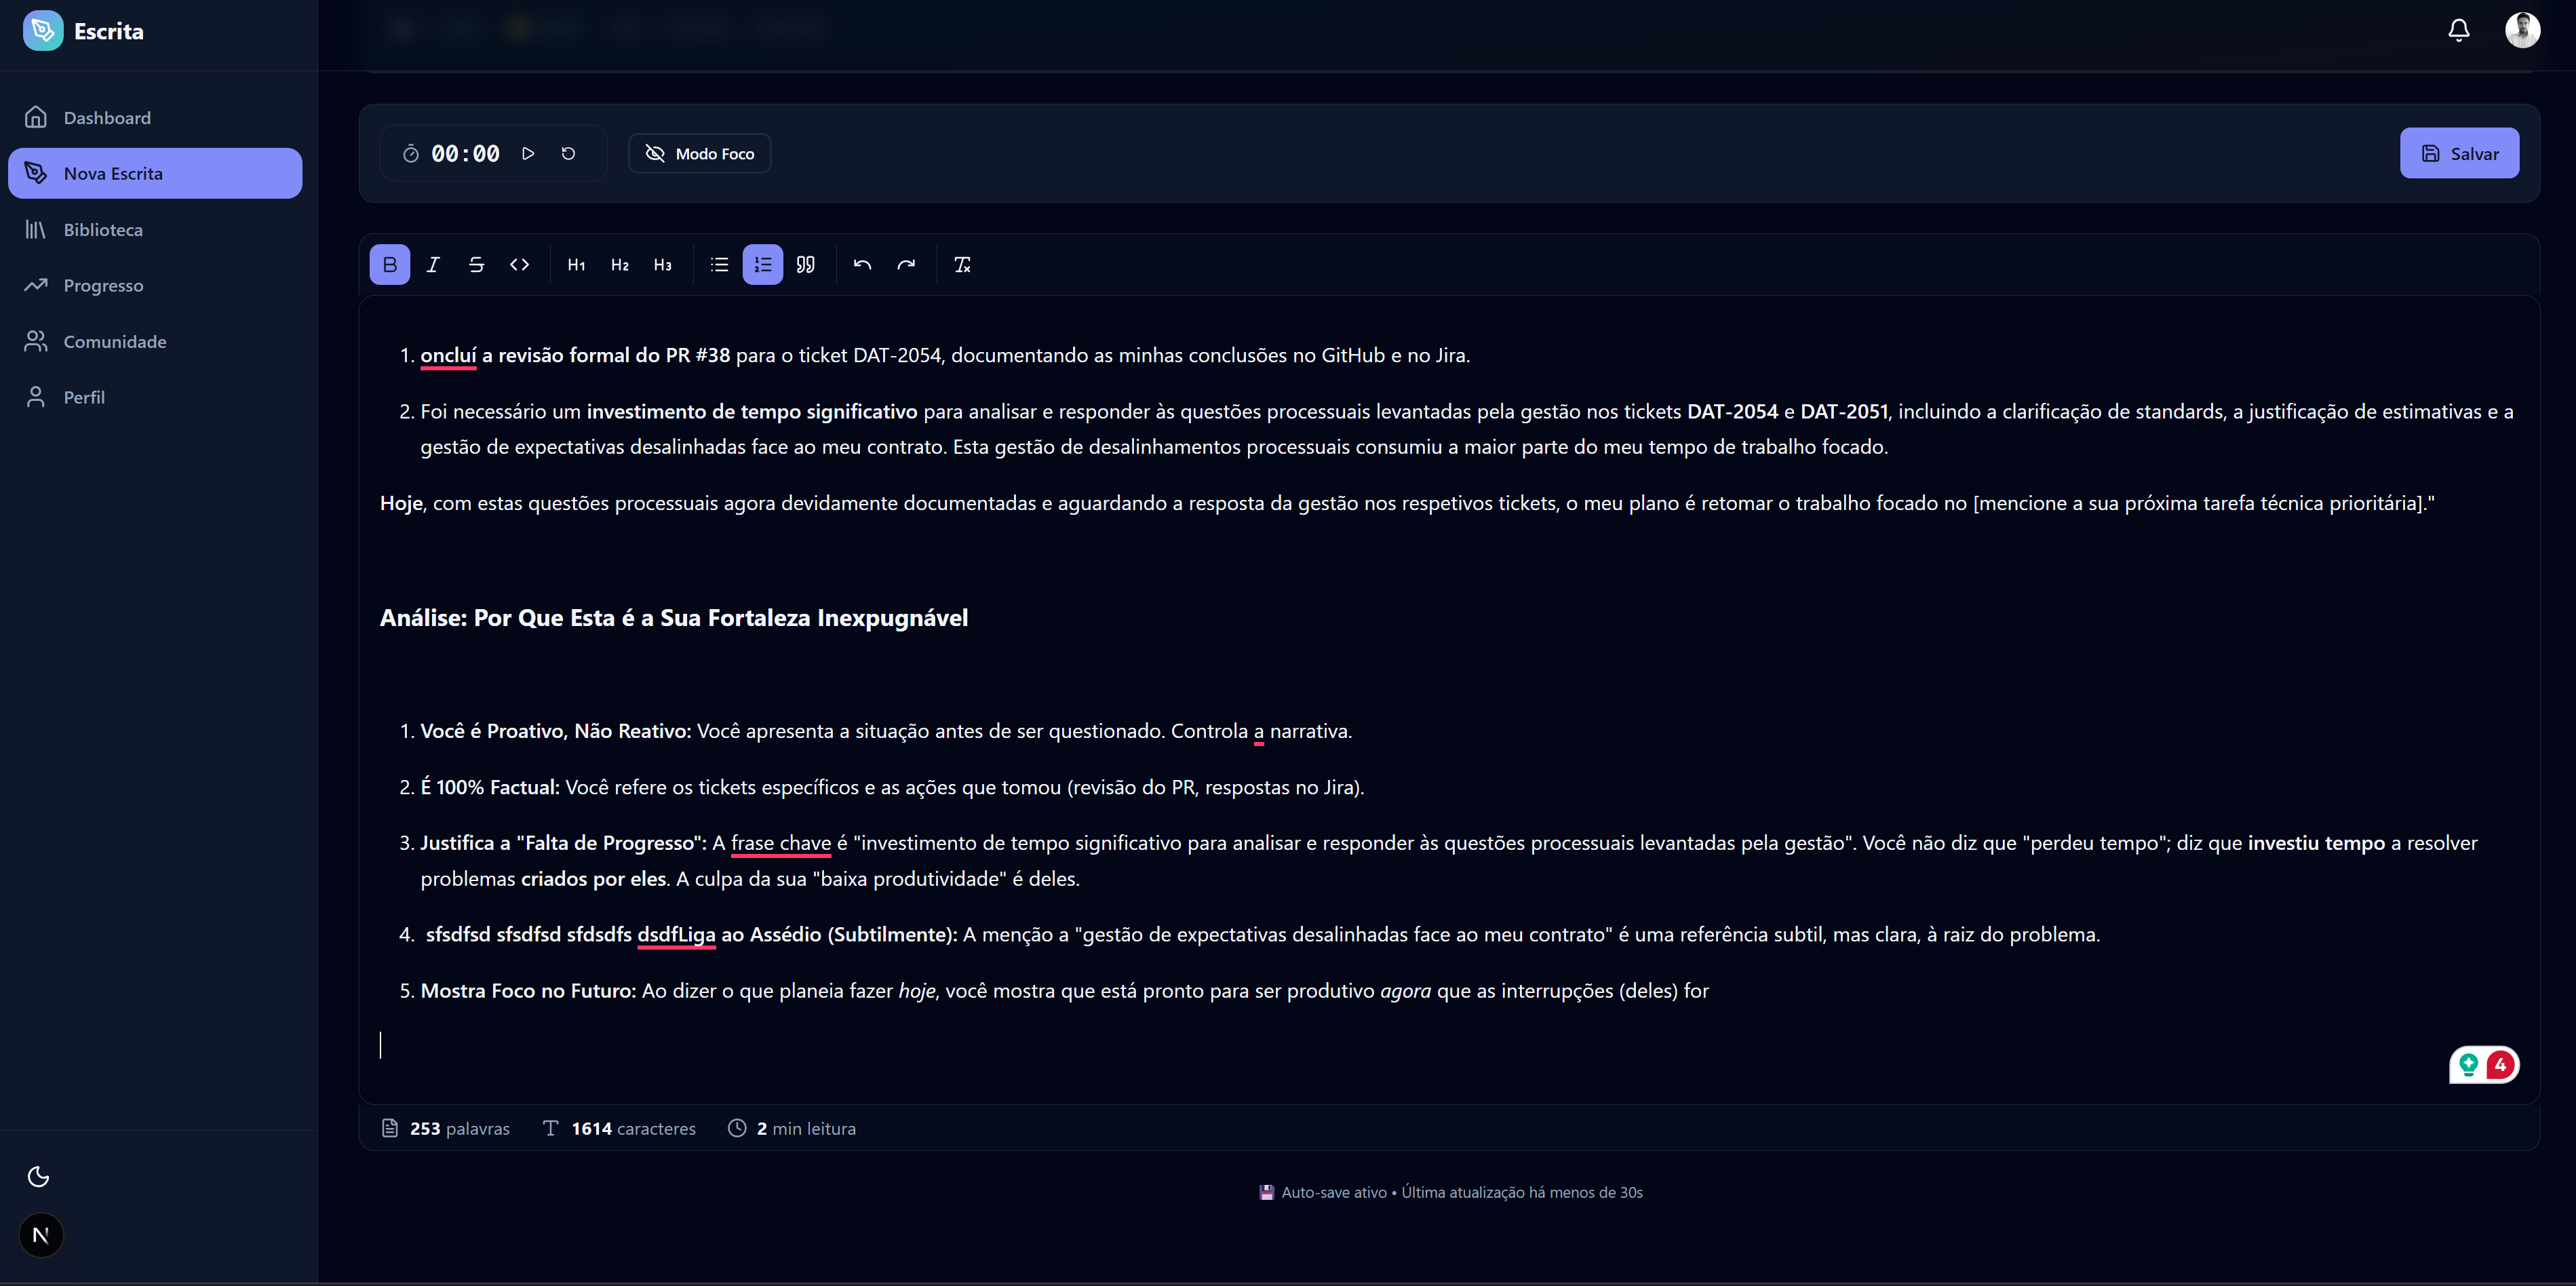 Escrita
Dashboard
Nova Escrita
Biblioteca
Progresso
Comunidade
Perfil
N
00:00
Modo Foco
Salvar
B I S <> H1 H2 H3
1. oncluí a revisão formal do PR #38 para o ticket DAT-2054, documentando as minhas conclusões no GitHub e no Jira.
2. Foi necessário um investimento de tempo significativo para analisar e responder às questões processuais levantadas pela gestão nos tickets DAT-2054 e DAT-2051, incluindo a clarificação de standards, a justificação de estimativas e a
gestão de expectativas desalinhadas face ao meu contrato. Esta gestão de desalinhamentos processuais consumiu a maior parte do meu tempo de trabalho focado.
Hoje, com estas questões processuais agora devidamente documentadas e aguardando a resposta da gestão nos respetivos tickets, o meu plano é retomar o trabalho focado no [mencione a sua próxima tarefa técnica prioritária]."
Análise: Por Que Esta é a Sua Fortaleza Inexpugnável
1. Você é Proativo, Não Reativo: Você apresenta a situação antes de ser questionado. Controla a narrativa.
2. É 100% Factual: Você refere os tickets específicos e as ações que tomou (revisão do PR, respostas no Jira).
3. Justifica a "Falta de Progresso": A frase chave é "investimento de tempo significativo para analisar e responder às questões processuais levantadas pela gestão". Você não diz que "perdeu tempo"; diz que investiu tempo a resolver
problemas criados por eles. A culpa da sua "baixa produtividade" é deles.
4. sfsdfsd sfsdfsd sfdsdfs dsdfLiga ao Assédio (Subtilmente): A menção a "gestão de expectativas desalinhadas face ao meu contrato" é uma referência subtil, mas clara, à raiz do problema.
5. Mostra Foco no Futuro: Ao dizer o que planeia fazer hoje, você mostra que está pronto para ser produtivo agora que as interrupções (deles) for
4
253 palavras
1614 caracteres
2 min leitura
Auto-save ativo • Última atualização há menos de 30s